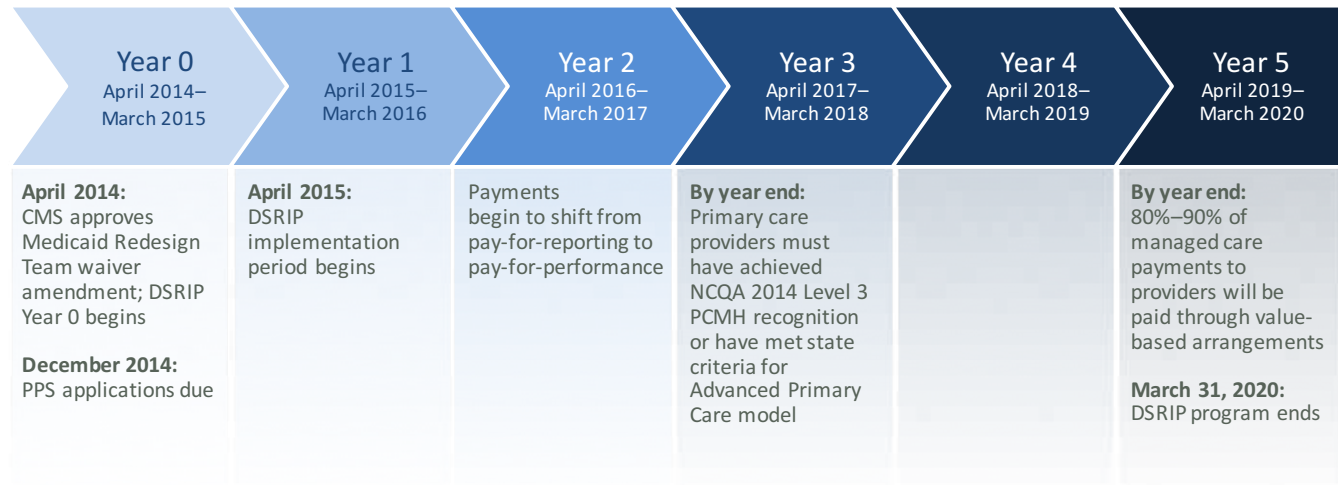 Year 0
April 2014–
March 2015
Year 1
April 2015–
March 2016
Year 2
April 2016–
March 2017
Year 3
April 2017–
March 2018
Year 4
April 2018–
March 2019
Year 5
April 2019–
March 2020
April 2014:
CMS approves
Medicaid Redesign
Team waiver
amendment; DSRIP
Year 0 begins
December 2014:
PPS applications due
April 2015:
DSRIP
implementation
period begins
Payments
begin to shift from
pay-for-reporting to
pay-for-performance
By year end:
Primary care
providers must
have achieved
NCQA 2014 Level 3
PCMH recognition
or have met state
criteria for
Advanced Primary
Care model
By year end:
80%–90% of
managed care
payments to
providers will be
paid through value-
based arrangements
March 31, 2020:
DSRIP program ends